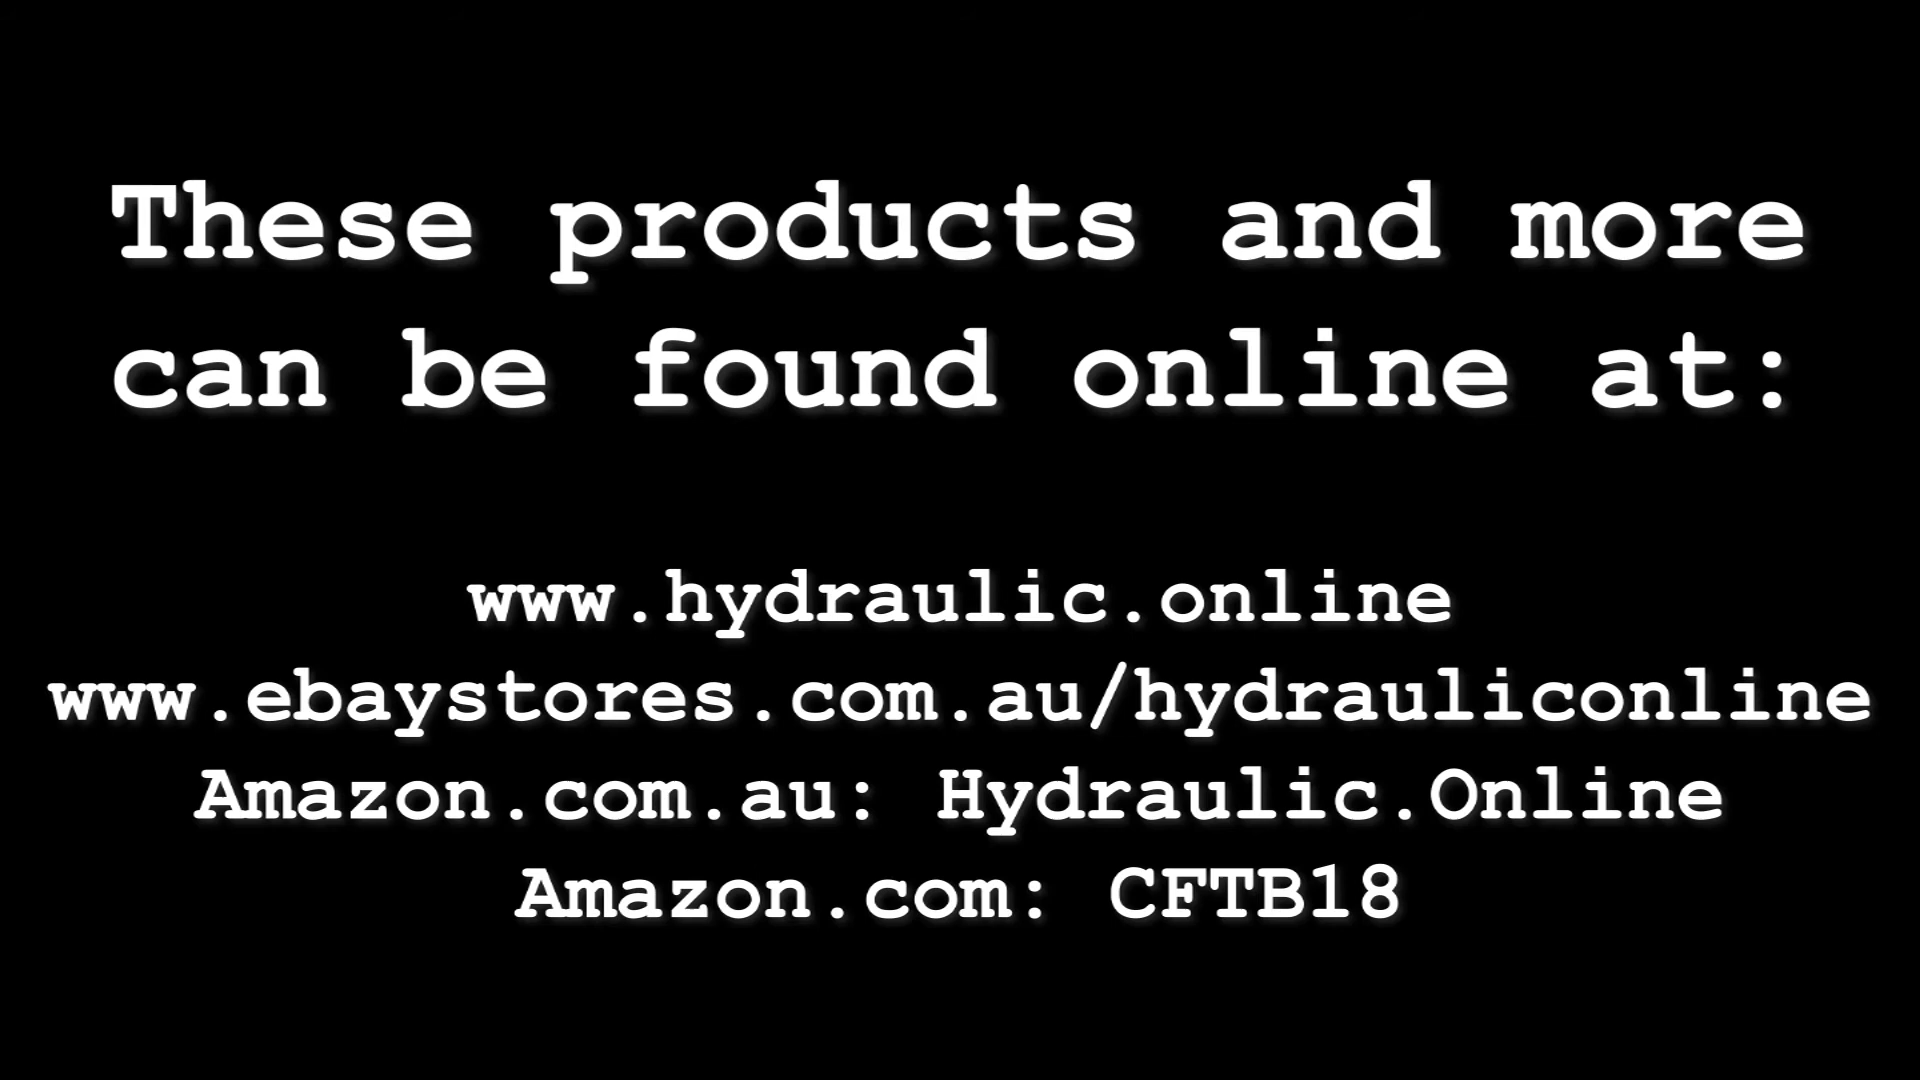 These products and more
can be found online at:
www.hydraulic.online
www.ebaystores.com.au/hydrauliconline
Amazon.com.au: Hydraulic.Online
Amazon.com: CFTB18